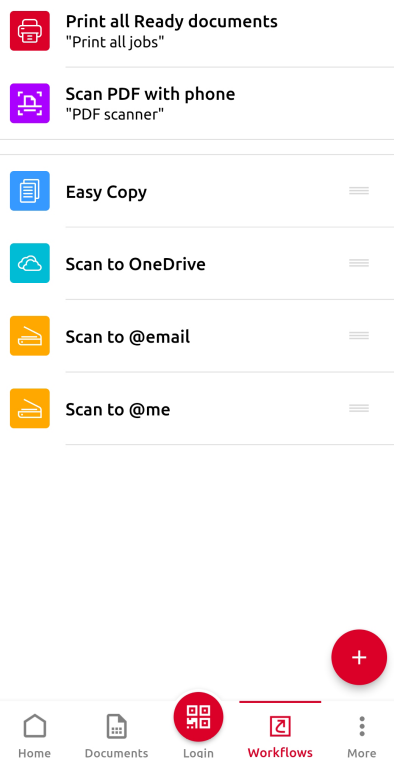 Print all Ready documents
"Print all jobs"
Scan PDF with phone
"PDF scanner"
Easy Copy
Scan to OneDrive
Scan to @email
Scan to @me
Home
Documents
Login
Workflows
More